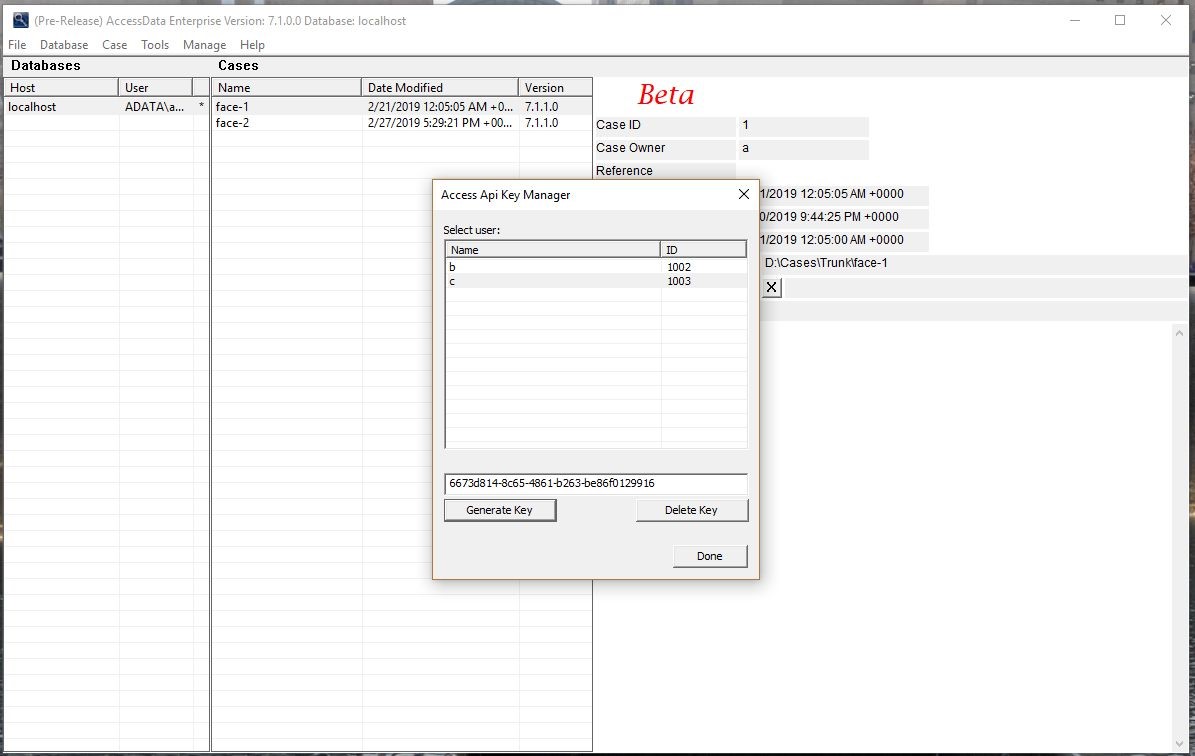 (Pre-Release) AccessData Enterprise Version: 7.1.0.0 Database: localhost
File Database Case Tools Manage Help
Databases Cases
Host User Name Date Modified Version
localhost ADATA\a... * face-1 2/21/2019 12:05:05 AM +0... 7.1.1.0
face-2 2/27/2019 5:29:21 PM +00... 7.1.1.0
Beta
Case ID 1
Case Owner a
Reference
1/2019 12:05:05 AM +0000
0/2019 9:44:25 PM +0000
1/2019 12:05:00 AM +0000
D:\Cases\Trunk\face-1
X
Access Api Key Manager
Select user:
Name ID
b 1002
c 1003
6673d814-8c65-4861-b263-be86f0129916
Generate Key Delete Key
Done